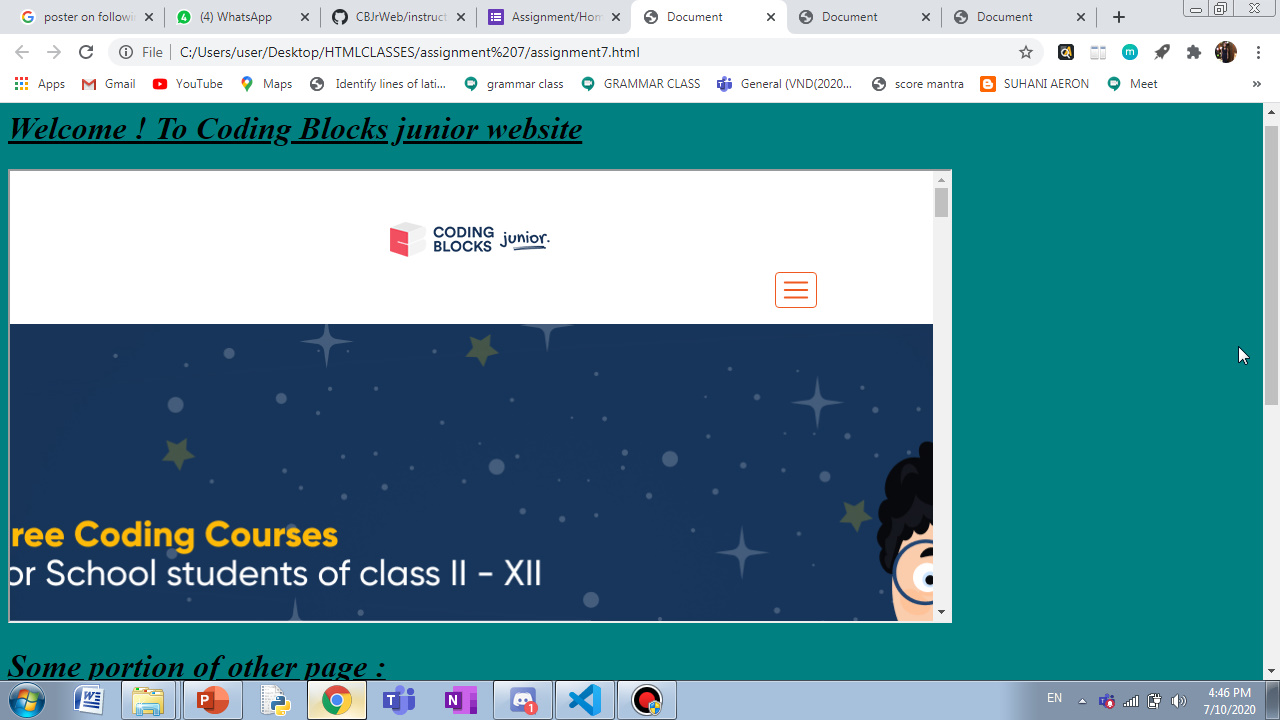 poster on followi
(4) WhatsApp
CBJrWeb/instruct
Assignment/Hom
Document
Document
Document
File
C:/Users/user/Desktop/HTMLCLASSES/assignment%207/assignment7.html
Apps
Gmail
YouTube
Maps
Identify lines of lati...
grammar class
GRAMMAR CLASS
General (VND(2020...
score mantra
SUHANI AERON
Meet
»
Welcome ! To Coding Blocks junior website
CODING
BLOCKS junior.
ree Coding Courses
or School students of class II - XII
Some portion of other page :
EN
4:46 PM
7/10/2020